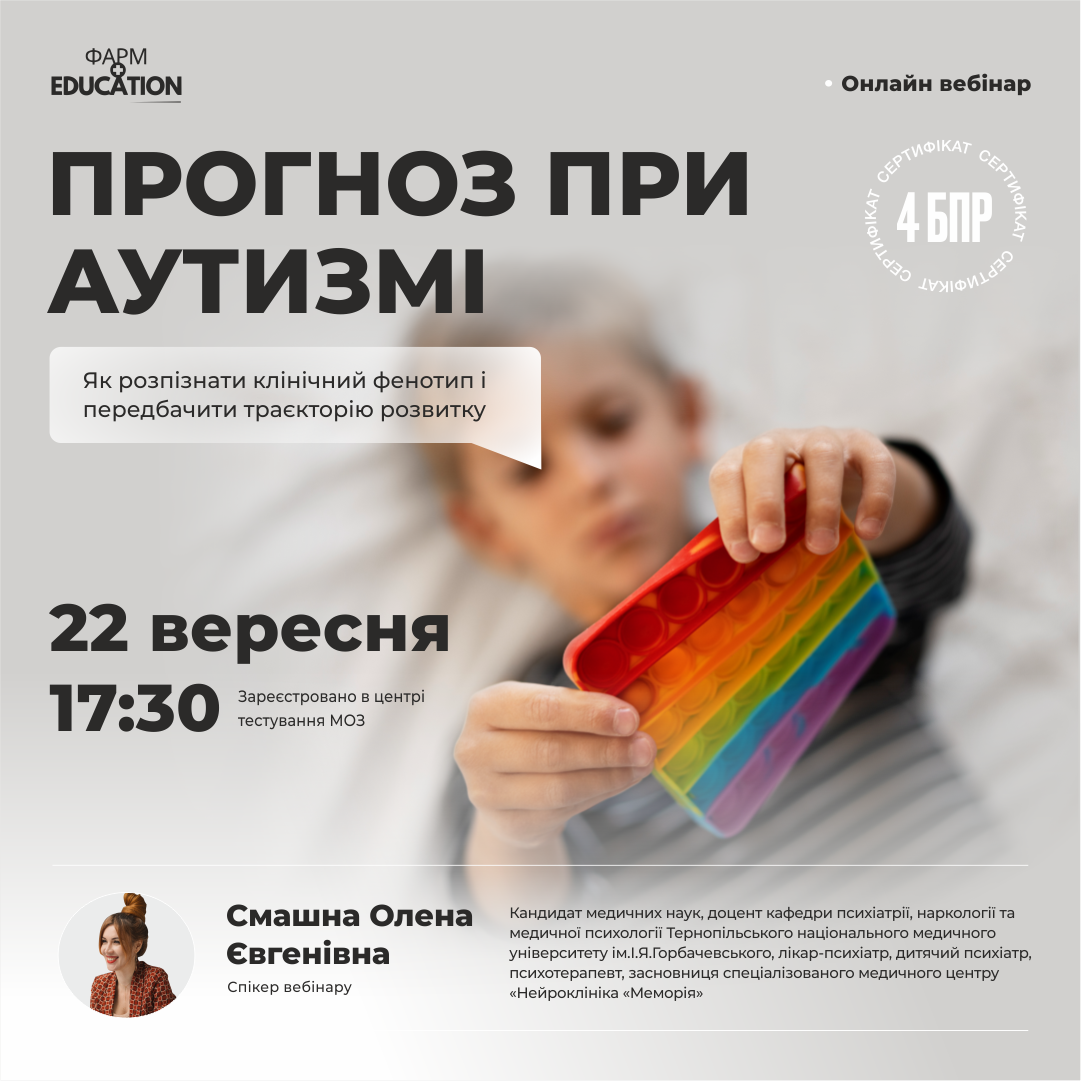 ФАРМ
EDUCATION
Онлайн вебінар
ПРОГНОЗ ПРИ
АУТИЗМІ
СЕРТИФІКАТ СЕРТИФІКАТ СЕРТИФІКАТ СЕРТИФІКАТ
4 БПР
Як розпізнати клінічний фенотип і
передбачити траєкторію розвитку
22 вересня
17:30
Зареєстровано в центрі
тестування МОЗ
Смашна Олена
Євгенівна
Спікер вебінару
Кандидат медичних наук, доцент кафедри психіатрії, наркології та
медичної психології Тернопільського національного медичного
університету ім.І.Я.Горбачевського, лікар-психіатр, дитячий психіатр,
психотерапевт, засновниця спеціалізованого медичного центру
«Нейроклініка «Меморія»